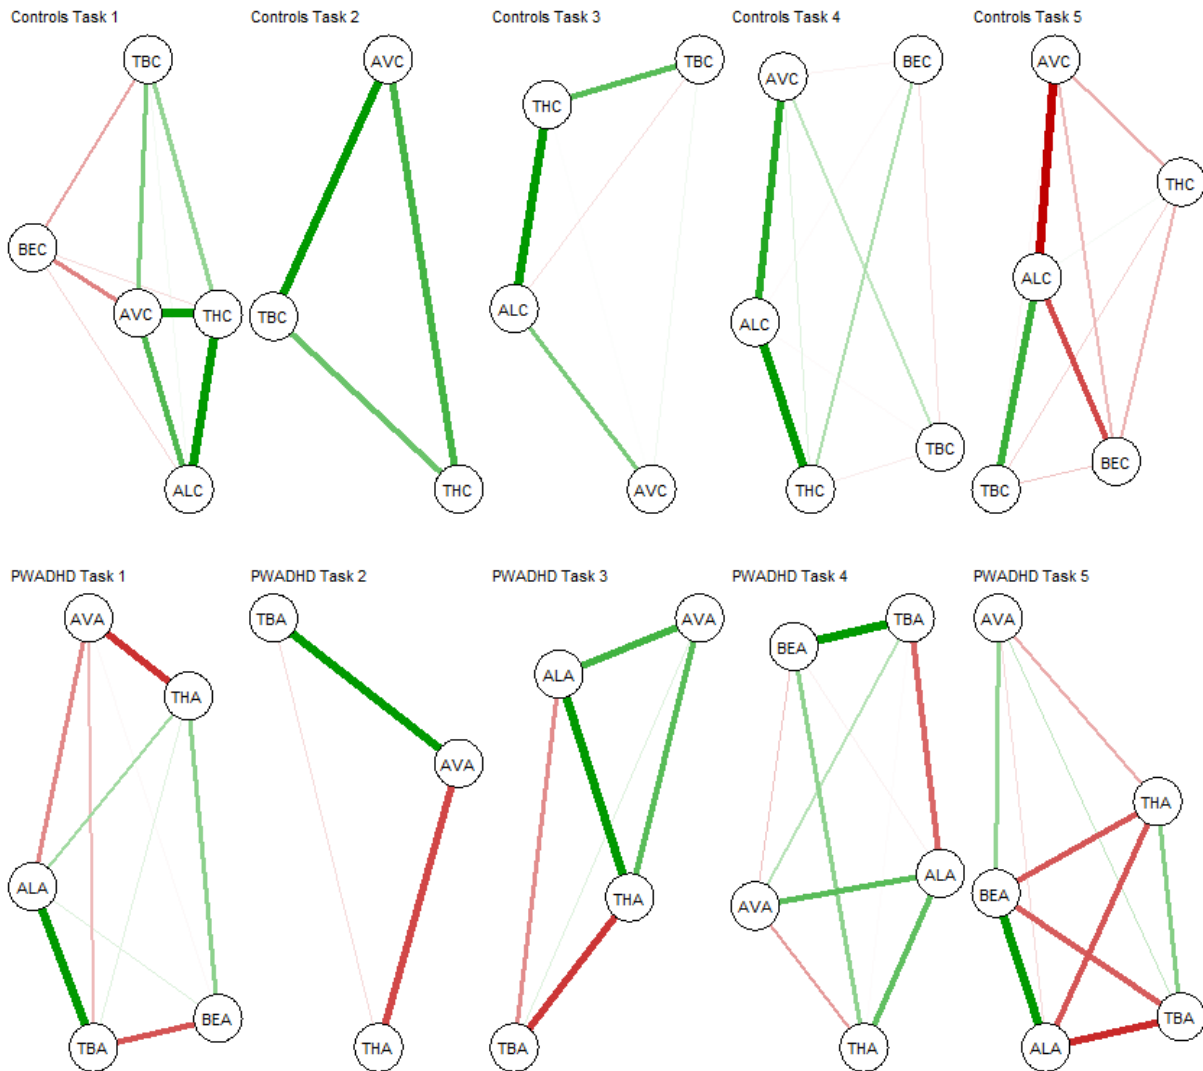 Controls Task 1
Controls Task 2
Controls Task 3
Controls Task 4
Controls Task 5
TBC
BEC
AVC
THC
ALC
AVC
TBC
THC
TBC
THC
ALC
AVC
BEC
AVC
ALC
TBC
THC
AVC
THC
ALC
BEC
TBC
PWADHD Task 1
PWADHD Task 2
PWADHD Task 3
PWADHD Task 4
PWADHD Task 5
AVA
THA
ALA
BEA
TBA
TBA
AVA
THA
AVA
ALA
THA
TBA
TBA
BEA
ALA
AVA
THA
AVA
THA
BEA
TBA
ALA